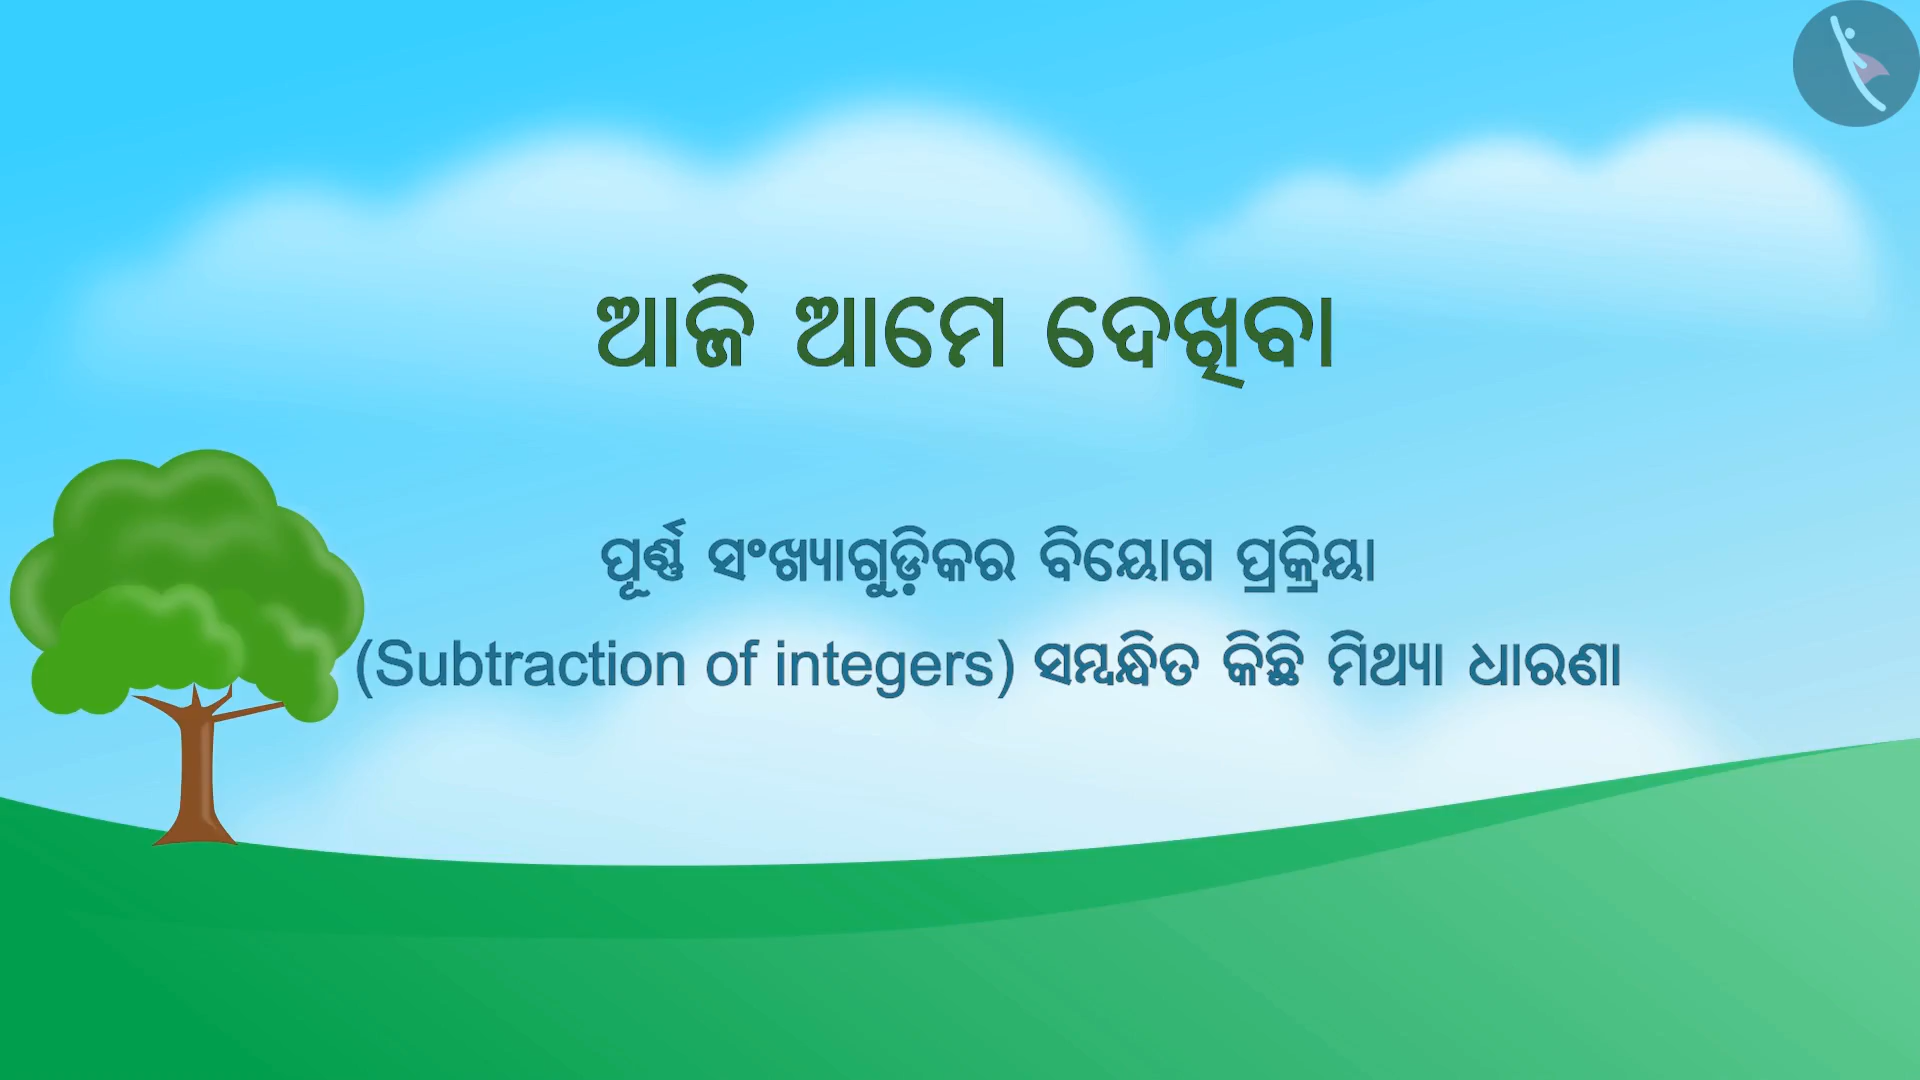 ଆଜି ଆମେ ଦେଖିବା
ପୂର୍ଣ୍ଣ ସଂଖ୍ୟାଗୁଡ଼ିକର ବିୟୋଗ ପ୍ରକ୍ରିୟା
(Subtraction of integers) ସମ୍ବନ୍ଧିତ କିଛି ମିଥ୍ୟା ଧାରଣା